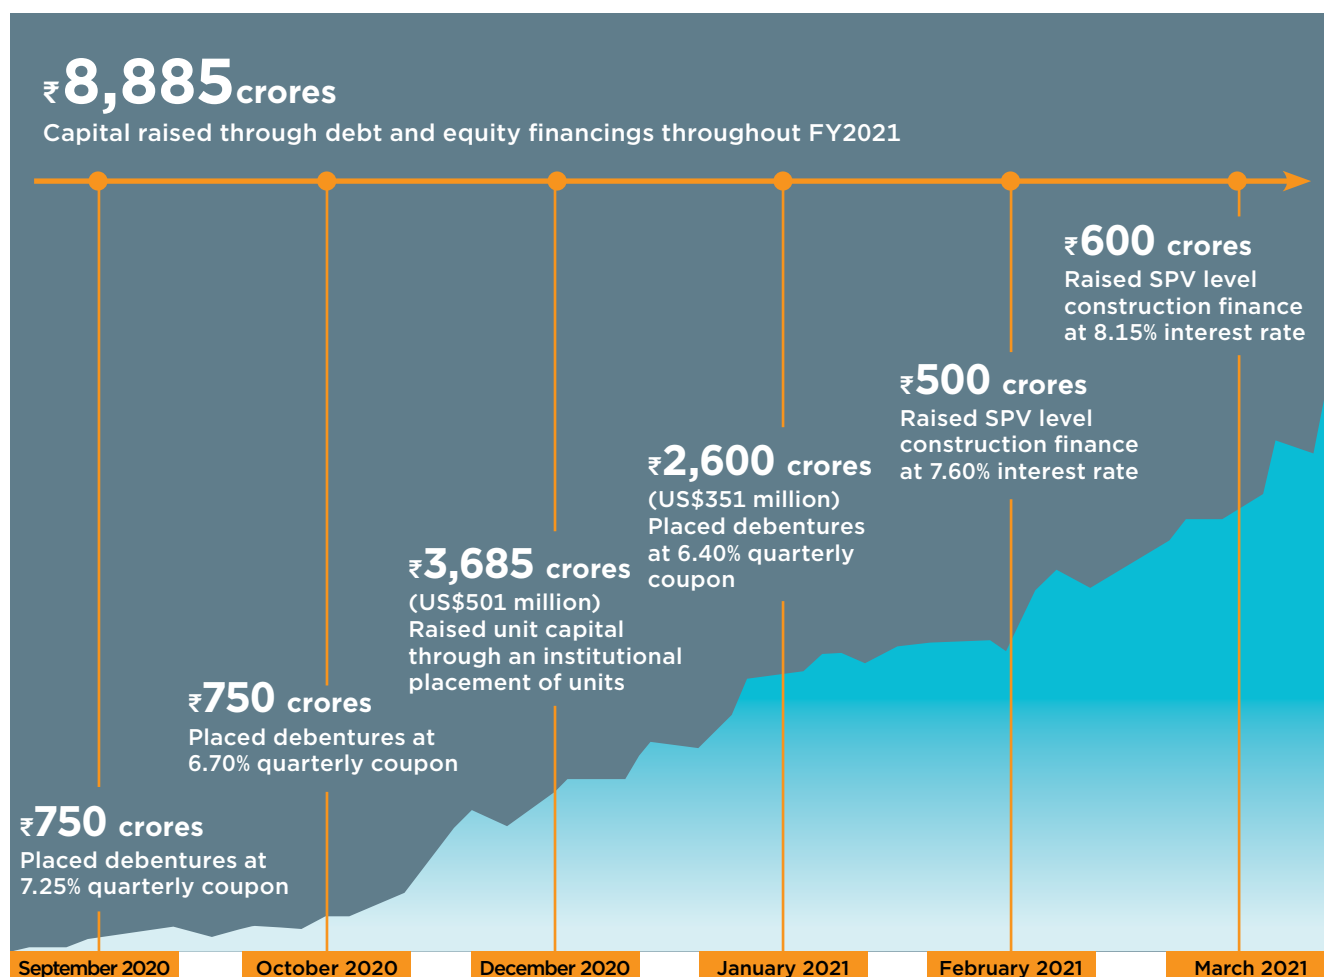 ₹8,885 crores
Capital raised through debt and equity financings throughout FY2021
₹600 crores
Raised SPV level
construction finance
at 8.15% interest rate
₹500 crores
Raised SPV level
construction finance
at 7.60% interest rate
₹2,600 crores
(US$351 million)
Placed debentures
at 6.40% quarterly
coupon
₹3,685 crores
(US$501 million)
Raised unit capital
through an institutional
placement of units
₹750 crores
Placed debentures at
6.70% quarterly coupon
₹750 crores
Placed debentures at
7.25% quarterly coupon
September 2020
October 2020
December 2020
January 2021
February 2021
March 2021